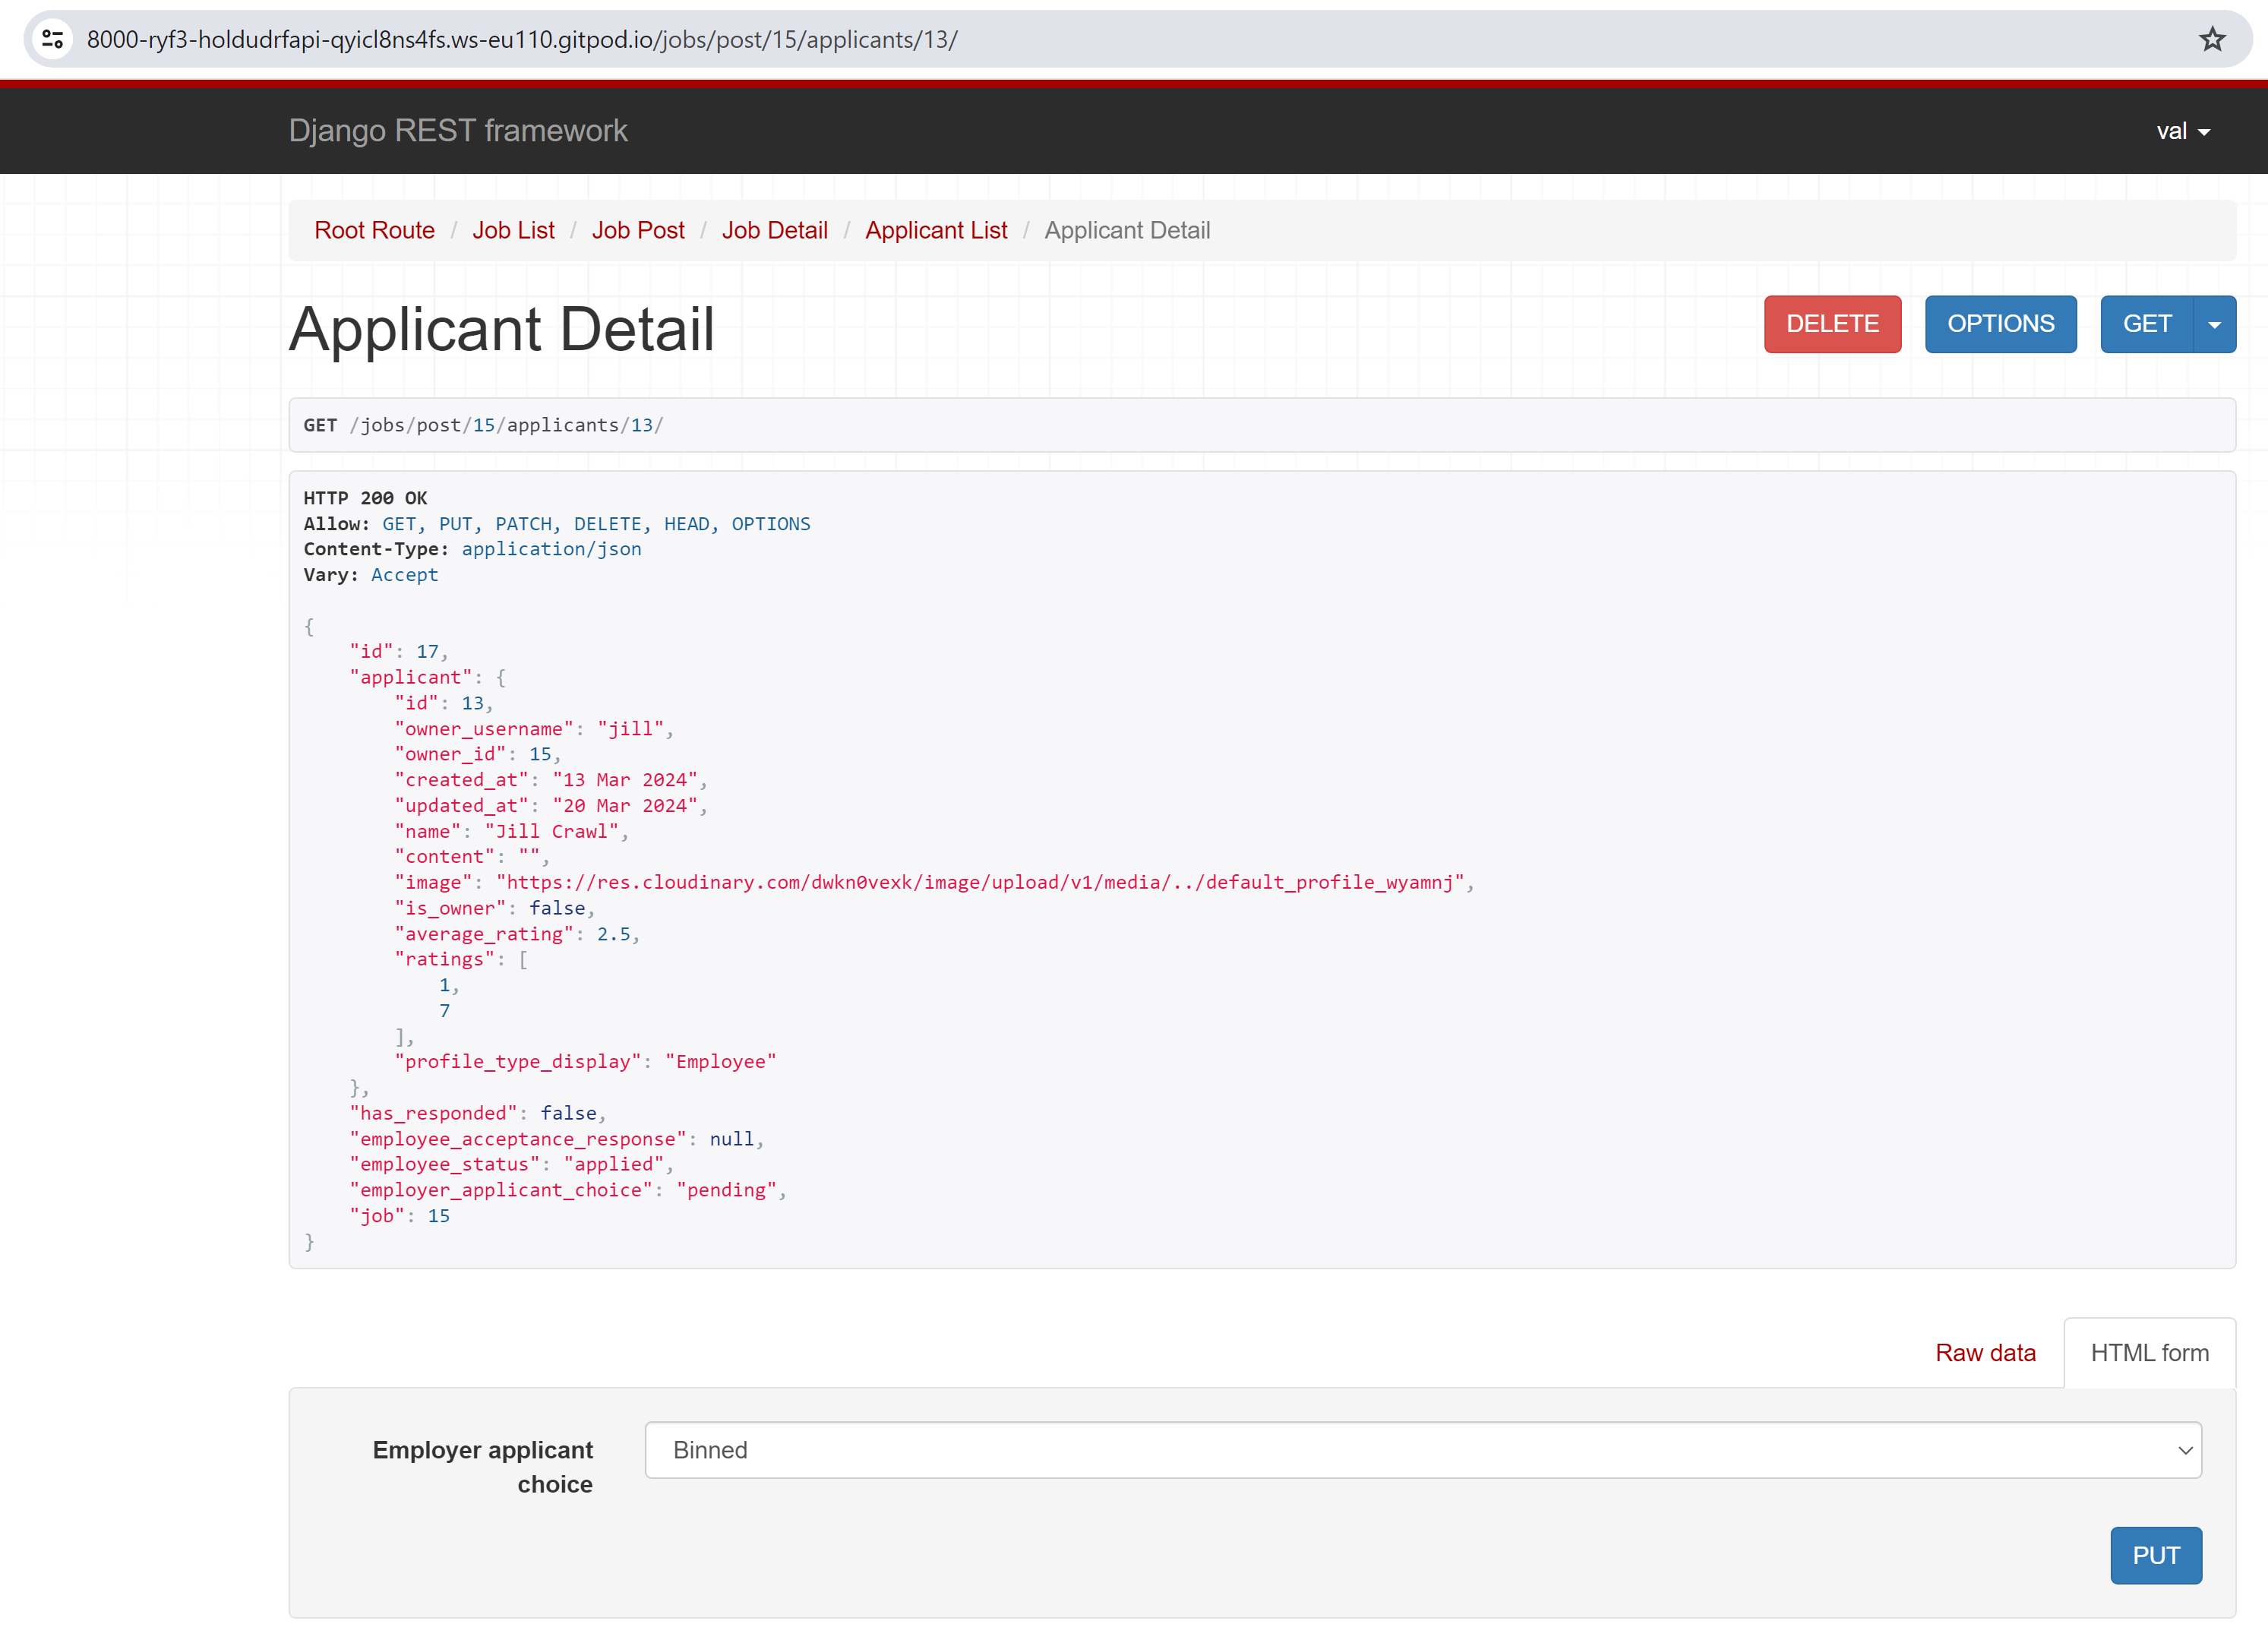 8000-ryf3-holdudrfapi-qyicl8ns4fs.ws-eu110.gitpod.io/jobs/post/15/applicants/13/
Django REST framework
val
Root Route / Job List / Job Post / Job Detail / Applicant List / Applicant Detail
Applicant Detail
DELETE
OPTIONS
GET
GET /jobs/post/15/applicants/13/
HTTP 200 OK
Allow: GET, PUT, PATCH, DELETE, HEAD, OPTIONS
Content-Type: application/json
Vary: Accept
{
    "id": 17,
    "applicant": {
        "id": 13,
        "owner_username": "jill",
        "owner_id": 15,
        "created_at": "13 Mar 2024",
        "updated_at": "20 Mar 2024",
        "name": "Jill Crawl",
        "content": "",
        "image": "https://res.cloudinary.com/dwkn0vexk/image/upload/v1/media/../default_profile_wyamnj",
        "is_owner": false,
        "average_rating": 2.5,
        "ratings": [
            1,
            7
        ],
        "profile_type_display": "Employee"
    },
    "has_responded": false,
    "employee_acceptance_response": null,
    "employee_status": "applied",
    "employer_applicant_choice": "pending",
    "job": 15
}
Raw data
HTML form
Employer applicant
choice
Binned
PUT